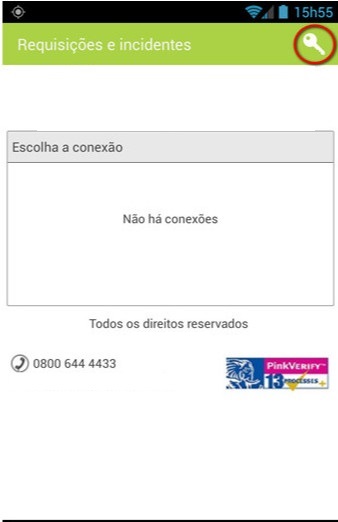 15h55
Requisições e incidentes
Escolha a conexão
Não há conexões
Todos os direitos reservados
0800 644 4433
PINKVERIFY™
13 PROCESSES +